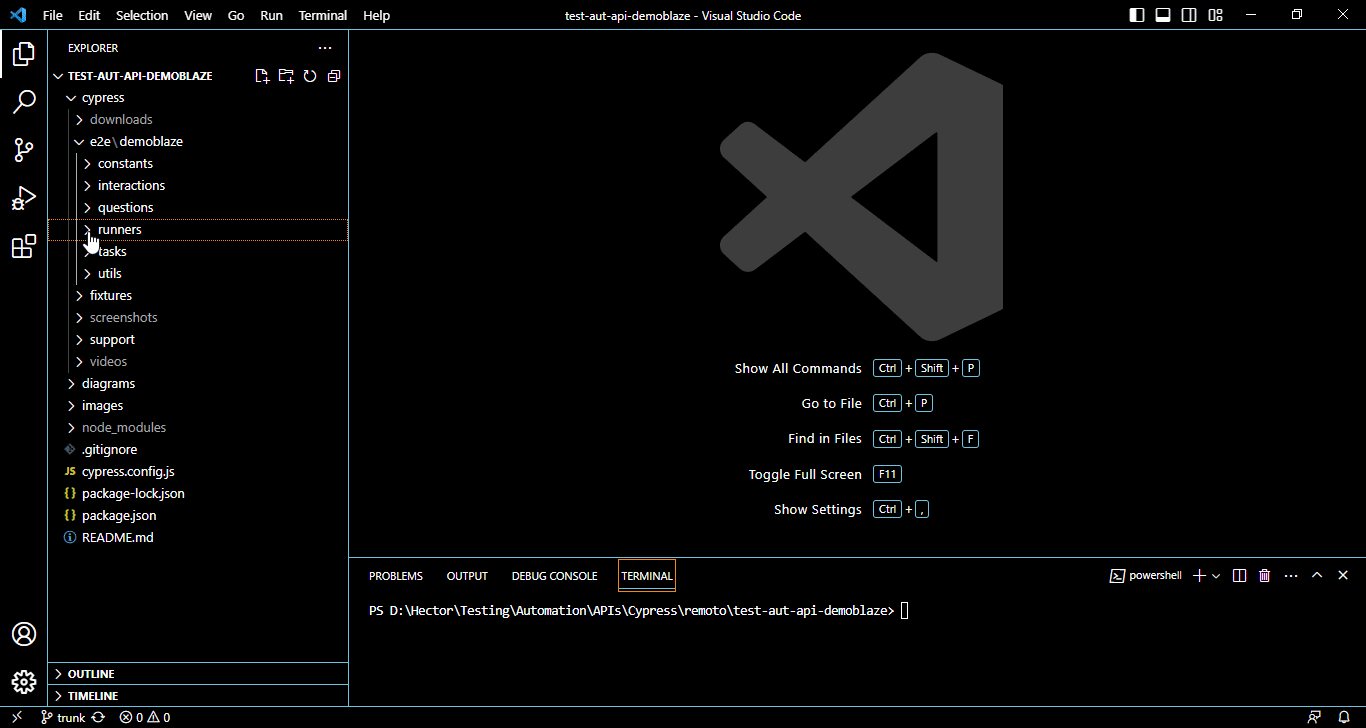 File Edit Selection View Go Run Terminal Help
test-aut-api-demoblaze - Visual Studio Code
EXPLORER
TEST-AUT-API-DEMOBLAZE
cypress
downloads
e2e\demoblaze
constants
interactions
questions
runners
tasks
utils
fixtures
screenshots
support
videos
diagrams
images
node_modules
.gitignore
JS cypress.config.js
{} package-lock.json
{} package.json
README.md
OUTLINE
TIMELINE
Show All Commands Ctrl + Shift + P
Go to File Ctrl + P
Find in Files Ctrl + Shift + F
Toggle Full Screen F11
Show Settings Ctrl + ,
PROBLEMS OUTPUT DEBUG CONSOLE TERMINAL
powershell
PS D:\Hector\Testing\Automation\APIs\Cypress\remoto\test-aut-api-demoblaze>
trunk 0 0